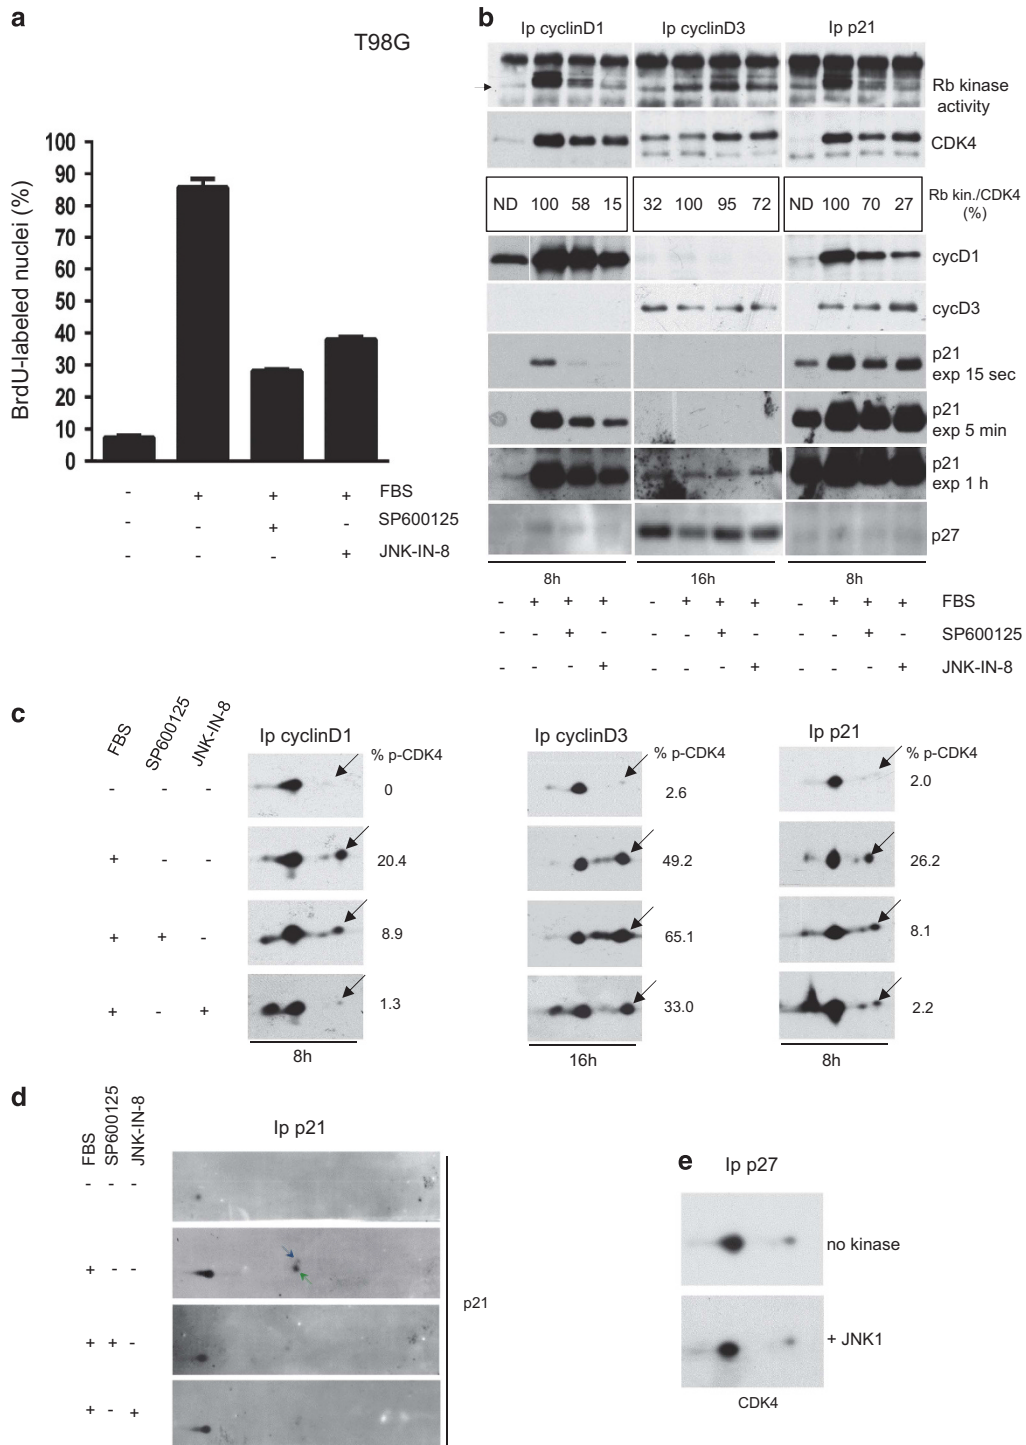 a
T98G
BrdU-labeled nuclei (%)
100
90
80
70
60
50
40
30
20
10
0
- + + + FBS
- - + - SP600125
- - - + JNK-IN-8
b
Ip cyclinD1 Ip cyclinD3 Ip p21
Rb kinase
activity
CDK4
ND 100 58 15 32 100 95 72 ND 100 70 27 Rb kin./CDK4
(%)
cycD1
cycD3
p21
exp 15 sec
p21
exp 5 min
p21
exp 1 h
p27
8h 16h 8h
- + + + - + + + - + + + FBS
- - + - - - + - - - + - SP600125
- - - + - - - + - - - + JNK-IN-8
c
FBS SP600125 JNK-IN-8
Ip cyclinD1 Ip cyclinD3 Ip p21
% p-CDK4 % p-CDK4 % p-CDK4
- - - 0 2.6 2.0
+ - - 20.4 49.2 26.2
+ + - 8.9 65.1 8.1
+ - + 1.3 33.0 2.2
8h 16h 8h
d
FBS SP600125 JNK-IN-8
Ip p21
- - -
+ - -
+ + -
+ - +
p21
e
Ip p27
no kinase
+ JNK1
CDK4